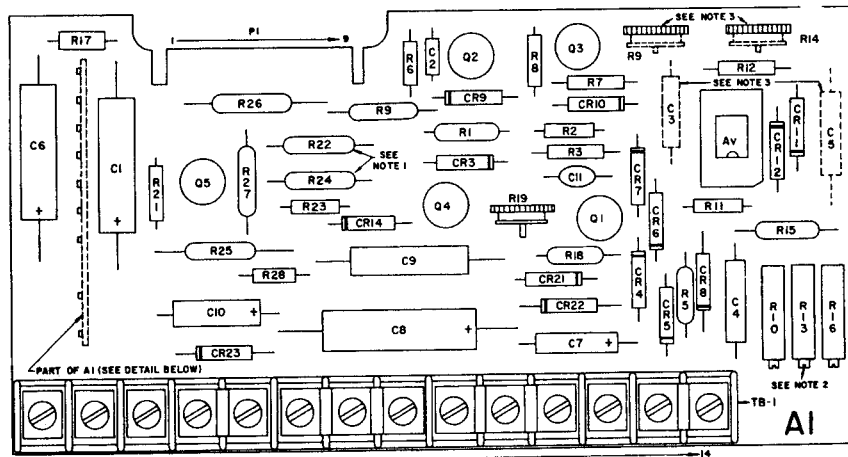 R17
1 P1 9
R6
C2
Q2
R8
Q3
SEE NOTE 3
R9
R14
R12
R7
CR9
CR10
SEE NOTE 3
C6
C1
R26
R9
C3
AV
CR12
CR11
C5
R22
R1
R2
SEE NOTE 1
R3
CR3
R21
Q5
R27
R24
C11
CR7
R23
Q4
R19
Q1
CR6
R11
CR14
R15
R25
C9
R18
R28
CR21
CR4
CR5
R5
CR8
C4
R10
R13
R16
C10
CR22
C8
C7
CR23
PART OF A1 (SEE DETAIL BELOW)
SEE NOTE 2
TB-1
A1
14